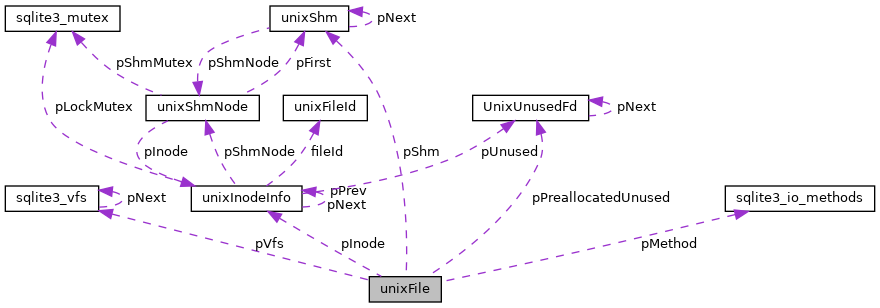 sqlite3_mutex
unixShm
pNext
pShmMutex
pShmNode
pFirst
unixShmNode
unixFileId
UnixUnusedFd
pNext
pLockMutex
pInode
pShmNode
fileId
pShm
pUnused
sqlite3_vfs
pNext
unixInodeInfo
pPrev
pNext
pPreallocatedUnused
sqlite3_io_methods
pVfs
pInode
pMethod
unixFile